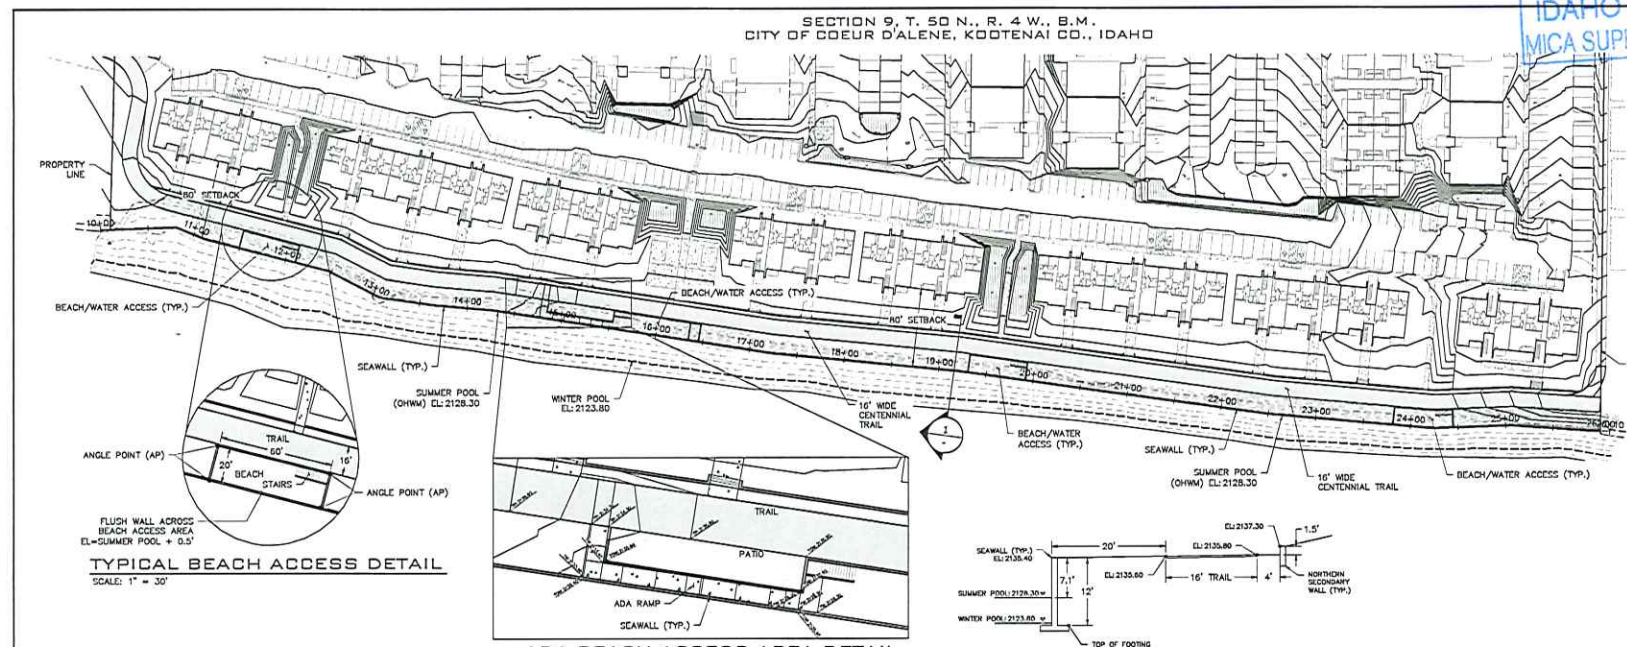 SECTION 9, T. 50 N., R. 4 W., B.M.
CITY OF COEUR D'ALENE, KOOTENAI CO., IDAHO
IDAHO
MICA SUP
PROPERTY
LINE
80' SETBACK
10+00
11+00
12+00
13+00
14+00
15+00
16+00
17+00
18+00
19+00
20+00
21+00
22+00
23+00
24+00
25+00
BEACH/WATER ACCESS (TYP.)
BEACH/WATER ACCESS (TYP.)
80' SETBACK
SEAWALL (TYP.)
SUMMER POOL
(OHWM) EL: 2128.30
WINTER POOL
EL: 2123.80
16' WIDE
CENTENNIAL
TRAIL
1
BEACH/WATER
ACCESS (TYP.)
SEAWALL (TYP.)
SUMMER POOL
(OHWM) EL: 2128.30
16' WIDE
CENTENNIAL TRAIL
BEACH/WATER ACCESS (TYP.)
TRAIL
60'
16'
20'
BEACH
STAIRS
ANGLE POINT (AP)
ANGLE POINT (AP)
FLUSH WALL ACROSS
BEACH ACCESS AREA
EL=SUMMER POOL + 0.5'
TYPICAL BEACH ACCESS DETAIL
SCALE: 1" = 30'
TRAIL
PATIO
ADA RAMP
SEAWALL (TYP.)
SEAWALL (TYP.)
EL: 2135.40
20'
EL: 2135.80
EL: 2137.30
1.5'
EL: 2135.60
16' TRAIL
4'
NORTHERN
SECONDARY
WALL (TYP.)
7.1'
12'
SUMMER POOL: 2128.30
WINTER POOL: 2123.80
TOP OF FOOTING